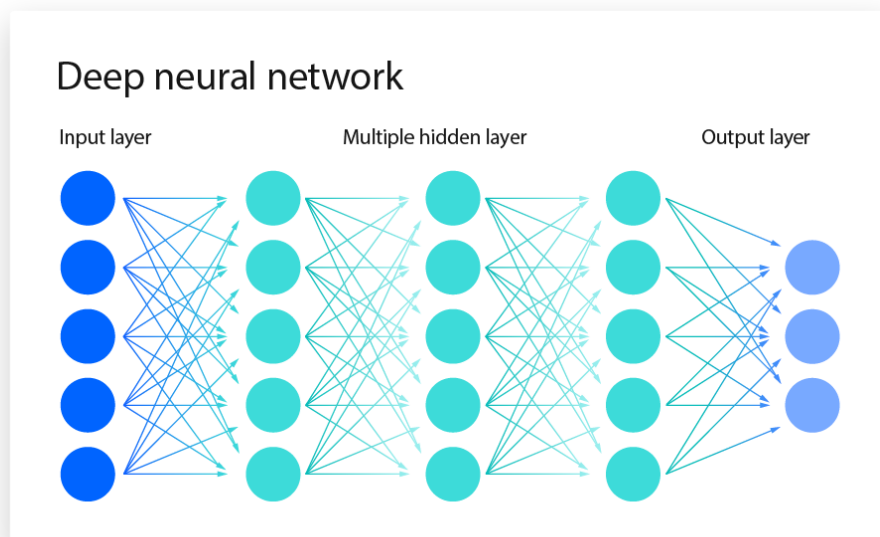 Deep neural network
Input layer
Multiple hidden layer
Output layer